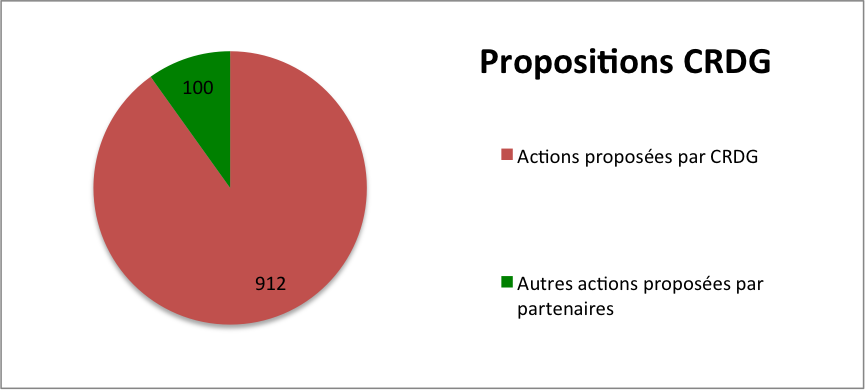 Propositions CRDG
100
912
Actions proposées par CRDG
Autres actions proposées par
partenaires